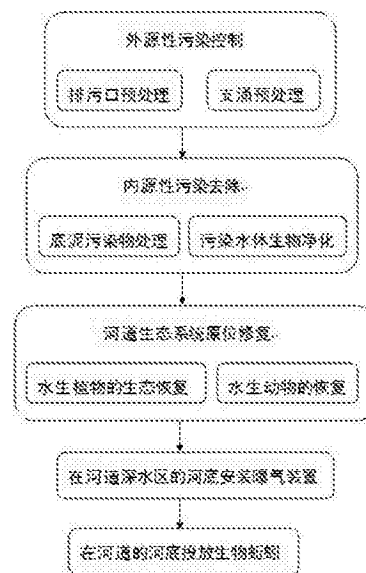 外源性污染控制
排污口预处理
支涌预处理
内源性污染去除
底泥污染物处理
污染水体生物净化
河道生态系统原位修复
水生植物的生态恢复
水生动物的恢复
在河道深水区的河底安装曝气装置
在河道的河底投放生物